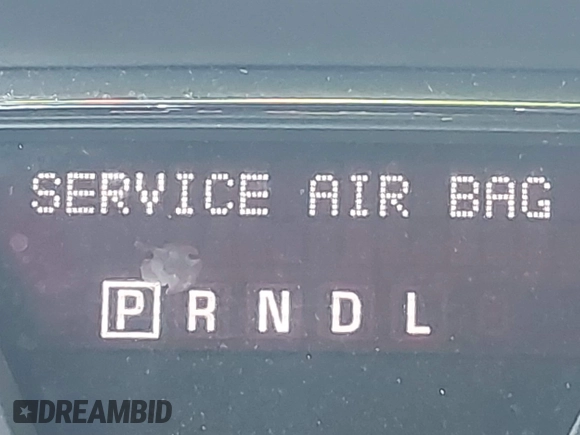 SERVICE AIR BAG
P R N D L
DREAMBID